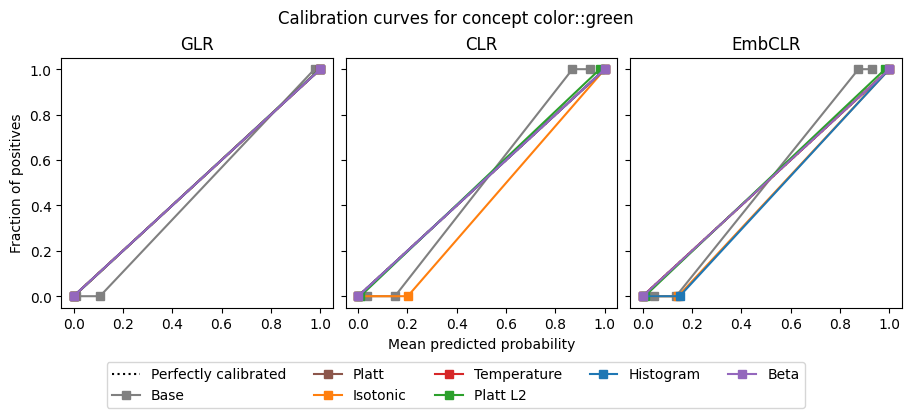 Calibration curves for concept color::green
GLR
CLR
EmbCLR
Fraction of positives
1.0
0.8
0.6
0.4
0.2
0.0
0.0 0.2 0.4 0.6 0.8 1.0
0.0 0.2 0.4 0.6 0.8 1.0
0.0 0.2 0.4 0.6 0.8 1.0
Mean predicted probability
Perfectly calibrated
Base
Platt
Isotonic
Temperature
Platt L2
Histogram
Beta